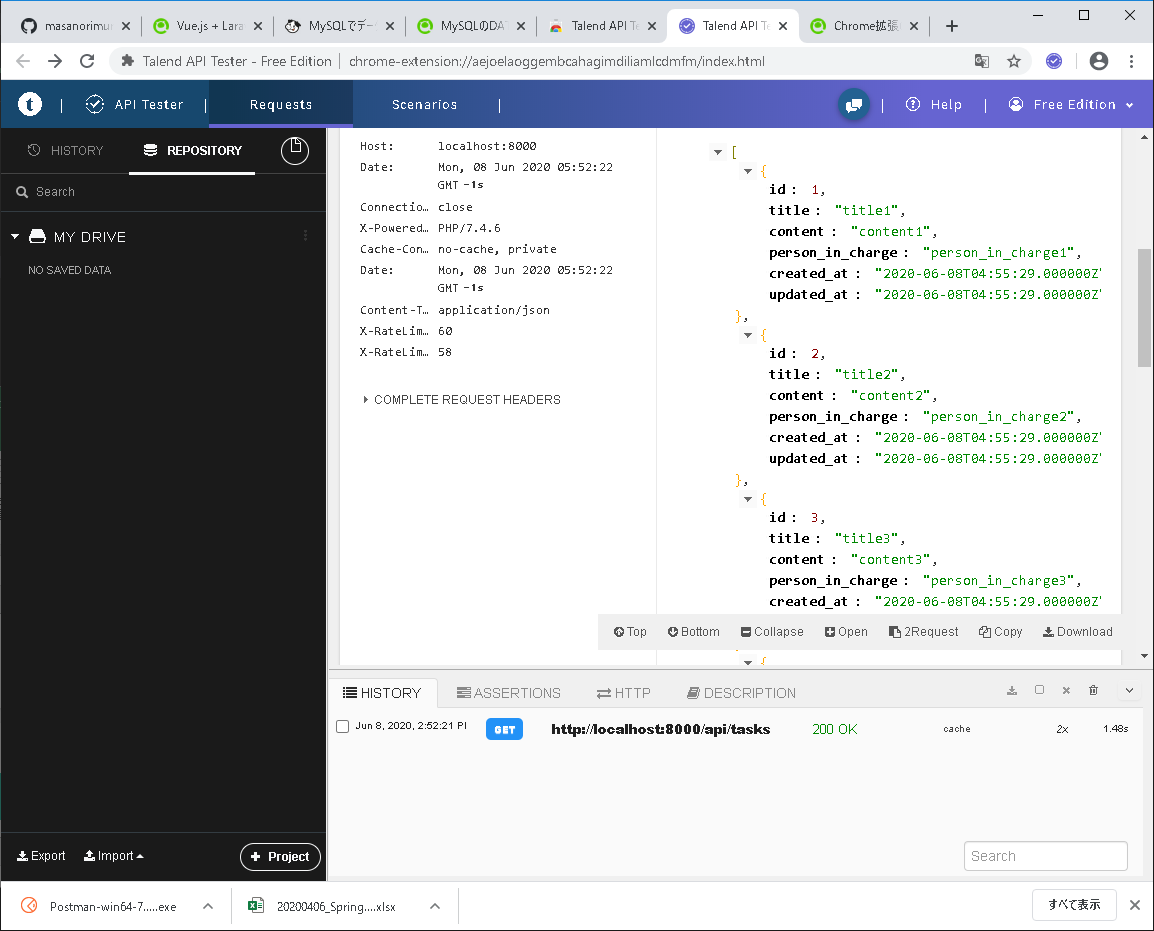 masanorimu
Vue.js + Lara
MySQLでデー
MySQLのDA
Talend API Te
Talend API Te
Chrome拡張
Talend API Tester - Free Edition | chrome-extension://aejoelaoggembcahagimdiliamlcdmfm/index.html
t | API Tester | Requests Scenarios | | Help | Free Edition
HISTORY REPOSITORY
Search
MY DRIVE
NO SAVED DATA
Export Import + Project
Host: localhost:8000
Date: Mon, 08 Jun 2020 05:52:22
GMT -1s
Connectio… close
X-Powered… PHP/7.4.6
Cache-Con… no-cache, private
Date: Mon, 08 Jun 2020 05:52:22
GMT -1s
Content-T… application/json
X-RateLim… 60
X-RateLim… 58
COMPLETE REQUEST HEADERS
[
{
id : 1,
title : "title1",
content : "content1",
person_in_charge : "person_in_charge1",
created_at : "2020-06-08T04:55:29.000000Z"
updated_at : "2020-06-08T04:55:29.000000Z"
},
{
id : 2,
title : "title2",
content : "content2",
person_in_charge : "person_in_charge2",
created_at : "2020-06-08T04:55:29.000000Z"
updated_at : "2020-06-08T04:55:29.000000Z"
},
{
id : 3,
title : "title3",
content : "content3",
person_in_charge : "person_in_charge3",
created_at : "2020-06-08T04:55:29.000000Z"
Top Bottom Collapse Open 2Request Copy Download
{
HISTORY ASSERTIONS HTTP DESCRIPTION
Jun 8, 2020, 2:52:21 PM GET http://localhost:8000/api/tasks 200 OK cache 2x 1.48s
Search
Postman-win64-7.....exe
20200406_Spring....xlsx
すべて表示